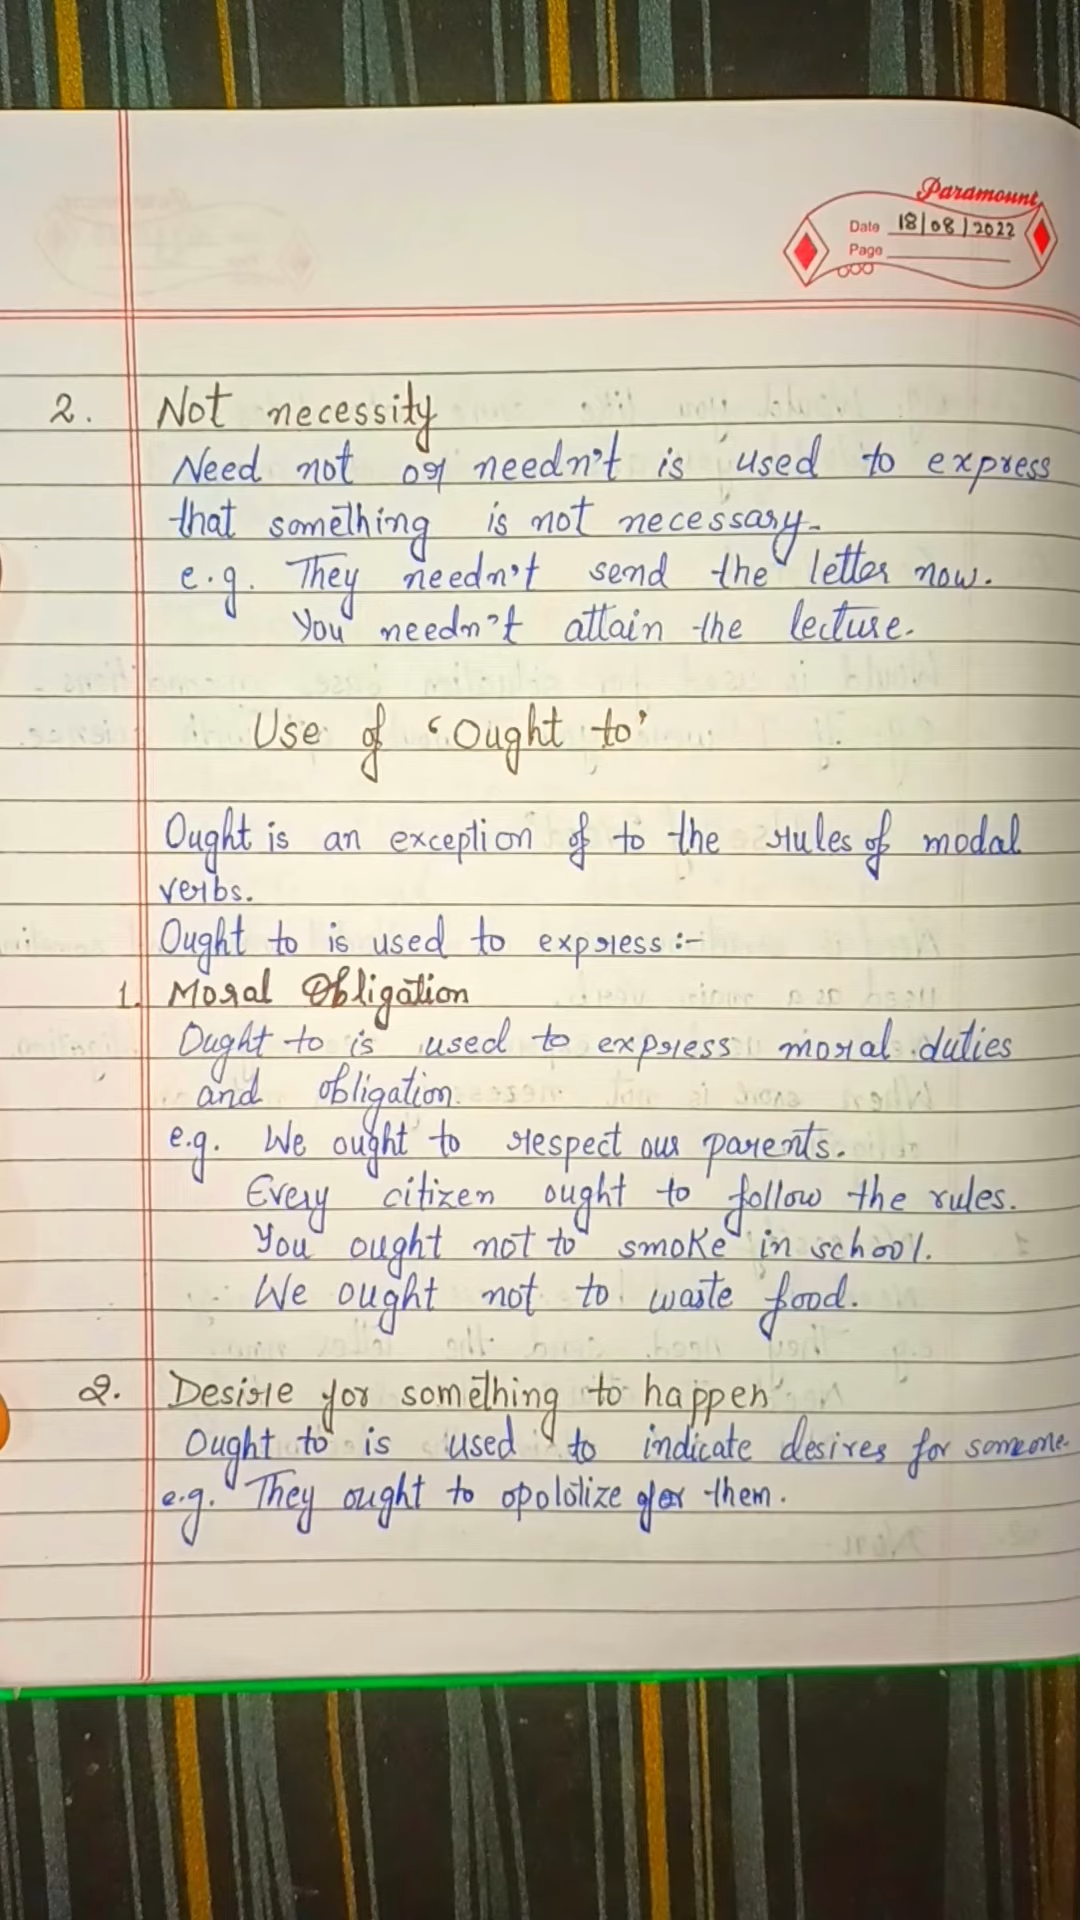 Paramount
Date 18/08/2022
Page
2. Not necessity
Need not or needn't is used to express
that something is not necessary.
e.g. They needn't send the letter now.
You needn't attain the lecture.
Use of 'Ought to'
Ought is an exception of to the rules of modal
verbs.
Ought to is used to express :-
1. Moral Obligation
Ought to is used to express moral duties
and obligation.
e.g. We ought to respect our parents.
Every citizen ought to follow the rules.
You ought not to smoke in school.
We ought not to waste food.
2. Desire for something to happen
Ought to is used to indicate desires for someone.
e.g. They ought to opolotize for them.